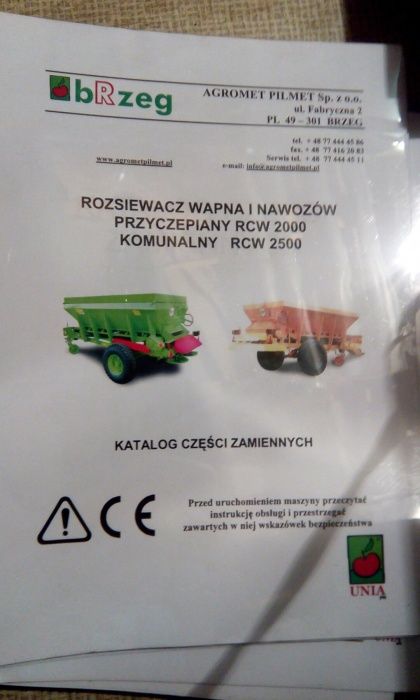 bRzeg
AGROMET PILMET Sp. z o.o.
ul. Fabryczna 2
PL 49 – 301 BRZEG
tel. + 48 77 444 45 86
fax. + 48 77 416 20 83
Serwis tel. + 48 77 444 45 11
www.agrometpilmet.pl
e-mail: info@agrometpilmet.pl
ROZSIEWACZ WAPNA I NAWOZÓW
PRZYCZEPIANY RCW 2000
KOMUNALNY RCW 2500
KATALOG CZĘŚCI ZAMIENNYCH
CE
Przed uruchomieniem maszyny przeczytać
instrukcję obsługi i przestrzegać
zawartych w niej wskazówek bezpieczeństwa
UNIA